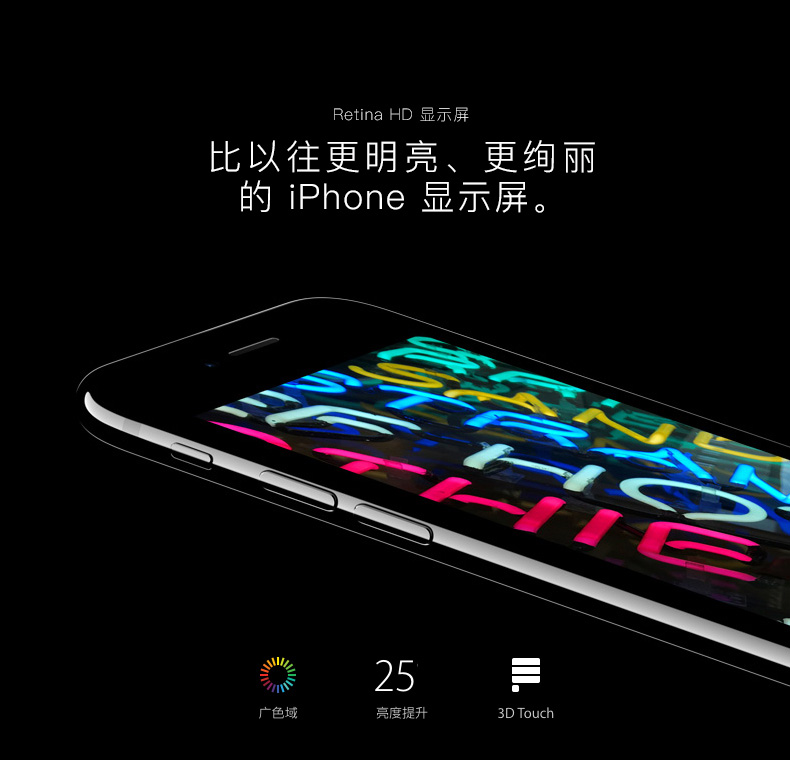 Retina HD 显示屏
比以往更明亮、更绚丽
的 iPhone 显示屏。
25
广色域
亮度提升
3D Touch